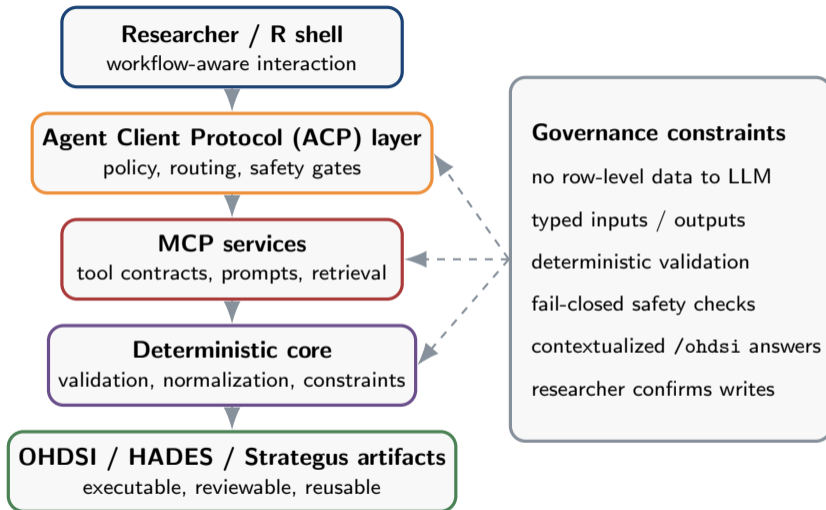 Researcher / R shell
workflow-aware interaction
Agent Client Protocol (ACP) layer
policy, routing, safety gates
MCP services
tool contracts, prompts, retrieval
Deterministic core
validation, normalization, constraints
OHDSI / HADES / Strategus artifacts
executable, reviewable, reusable
Governance constraints
no row-level data to LLM
typed inputs / outputs
deterministic validation
fail-closed safety checks
contextualized /ohdsi answers
researcher confirms writes